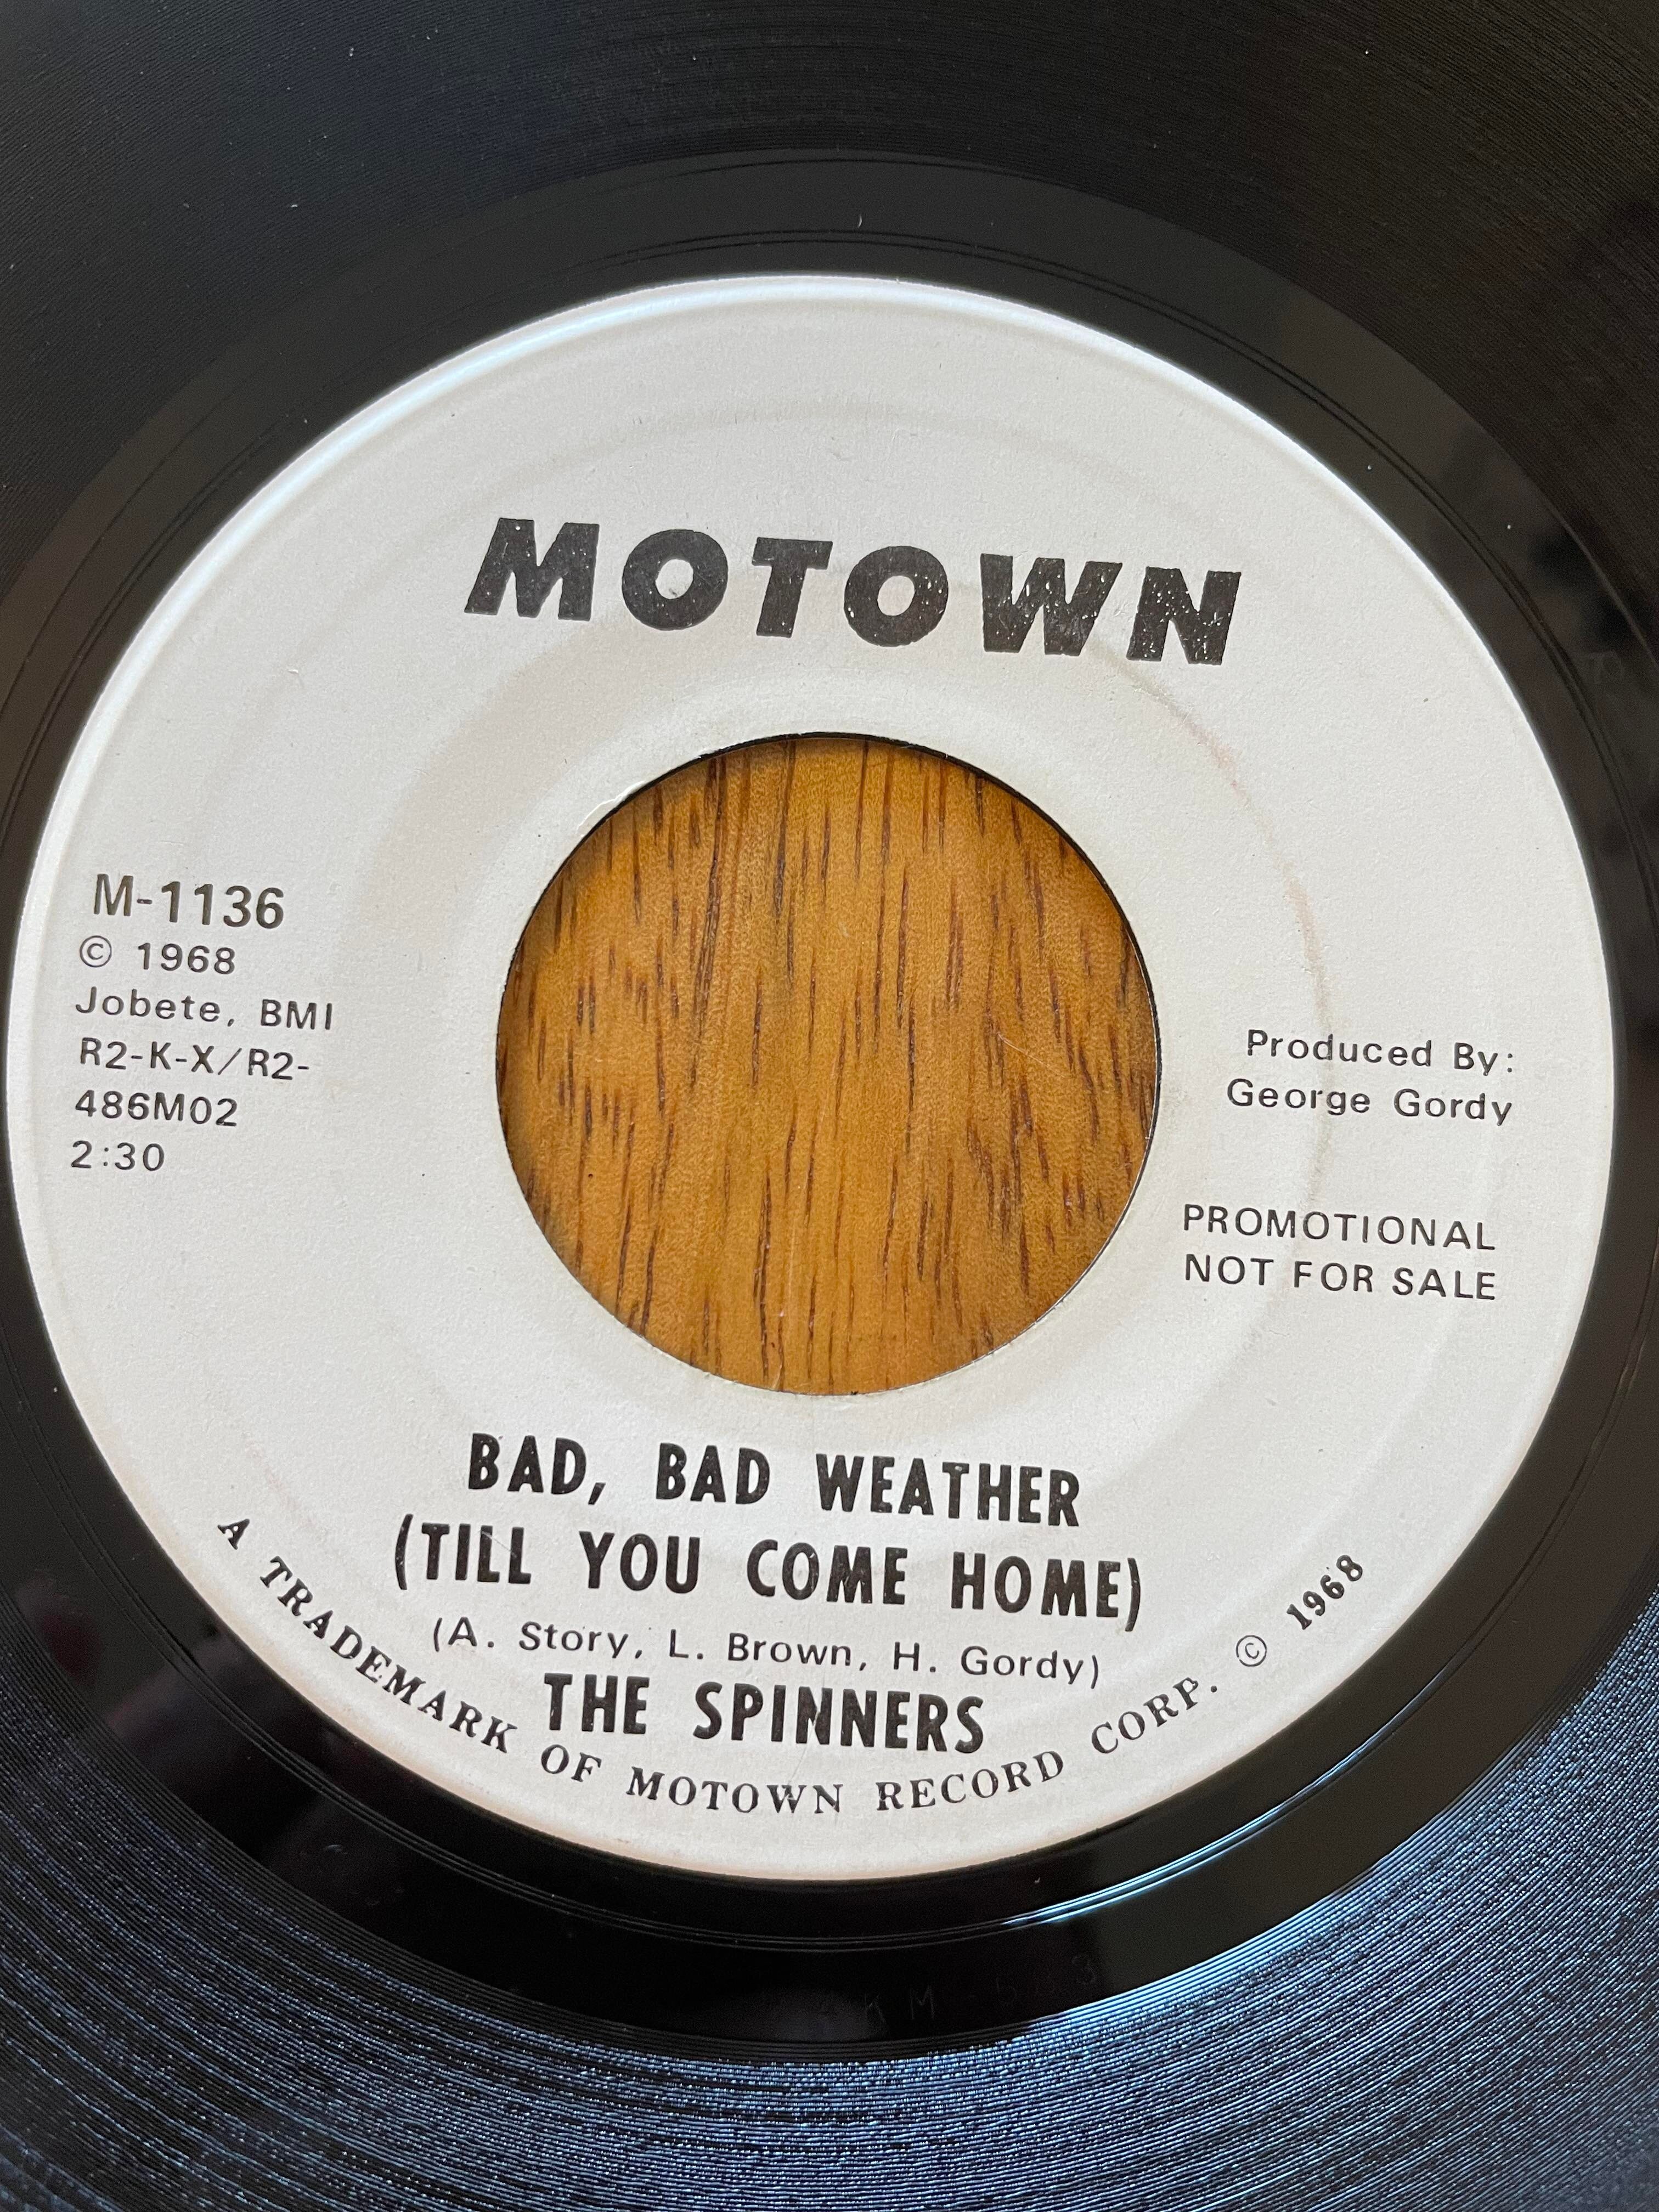 MOTOWN
M-1136
© 1968
Jobete, BMI
R2-K-X/R2-
486M02
2:30
Produced By:
George Gordy
PROMOTIONAL
NOT FOR SALE
BAD, BAD WEATHER
(TILL YOU COME HOME)
(A. Story, L. Brown, H. Gordy)
THE SPINNERS
A TRADEMARK OF MOTOWN RECORD CORP. © 1968